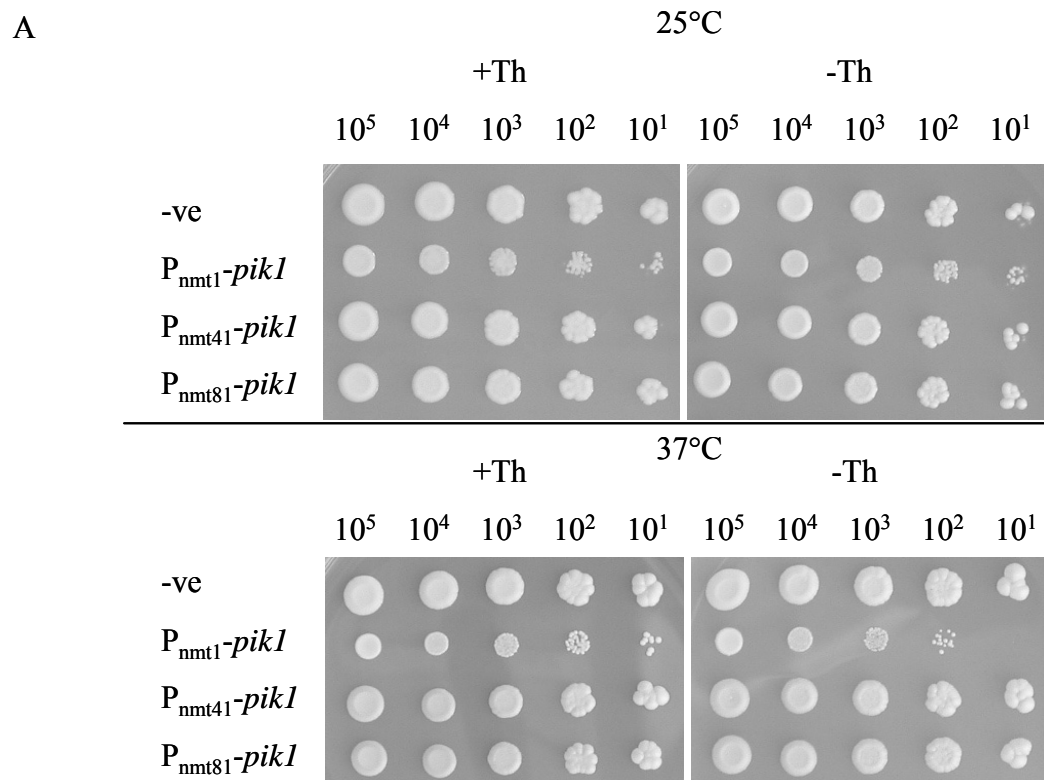 A
25°C
+Th -Th
10⁵ 10⁴ 10³ 10² 10¹ 10⁵ 10⁴ 10³ 10² 10¹
-ve
Pnmt1-pik1
Pnmt41-pik1
Pnmt81-pik1
37°C
+Th -Th
10⁵ 10⁴ 10³ 10² 10¹ 10⁵ 10⁴ 10³ 10² 10¹
-ve
Pnmt1-pik1
Pnmt41-pik1
Pnmt81-pik1